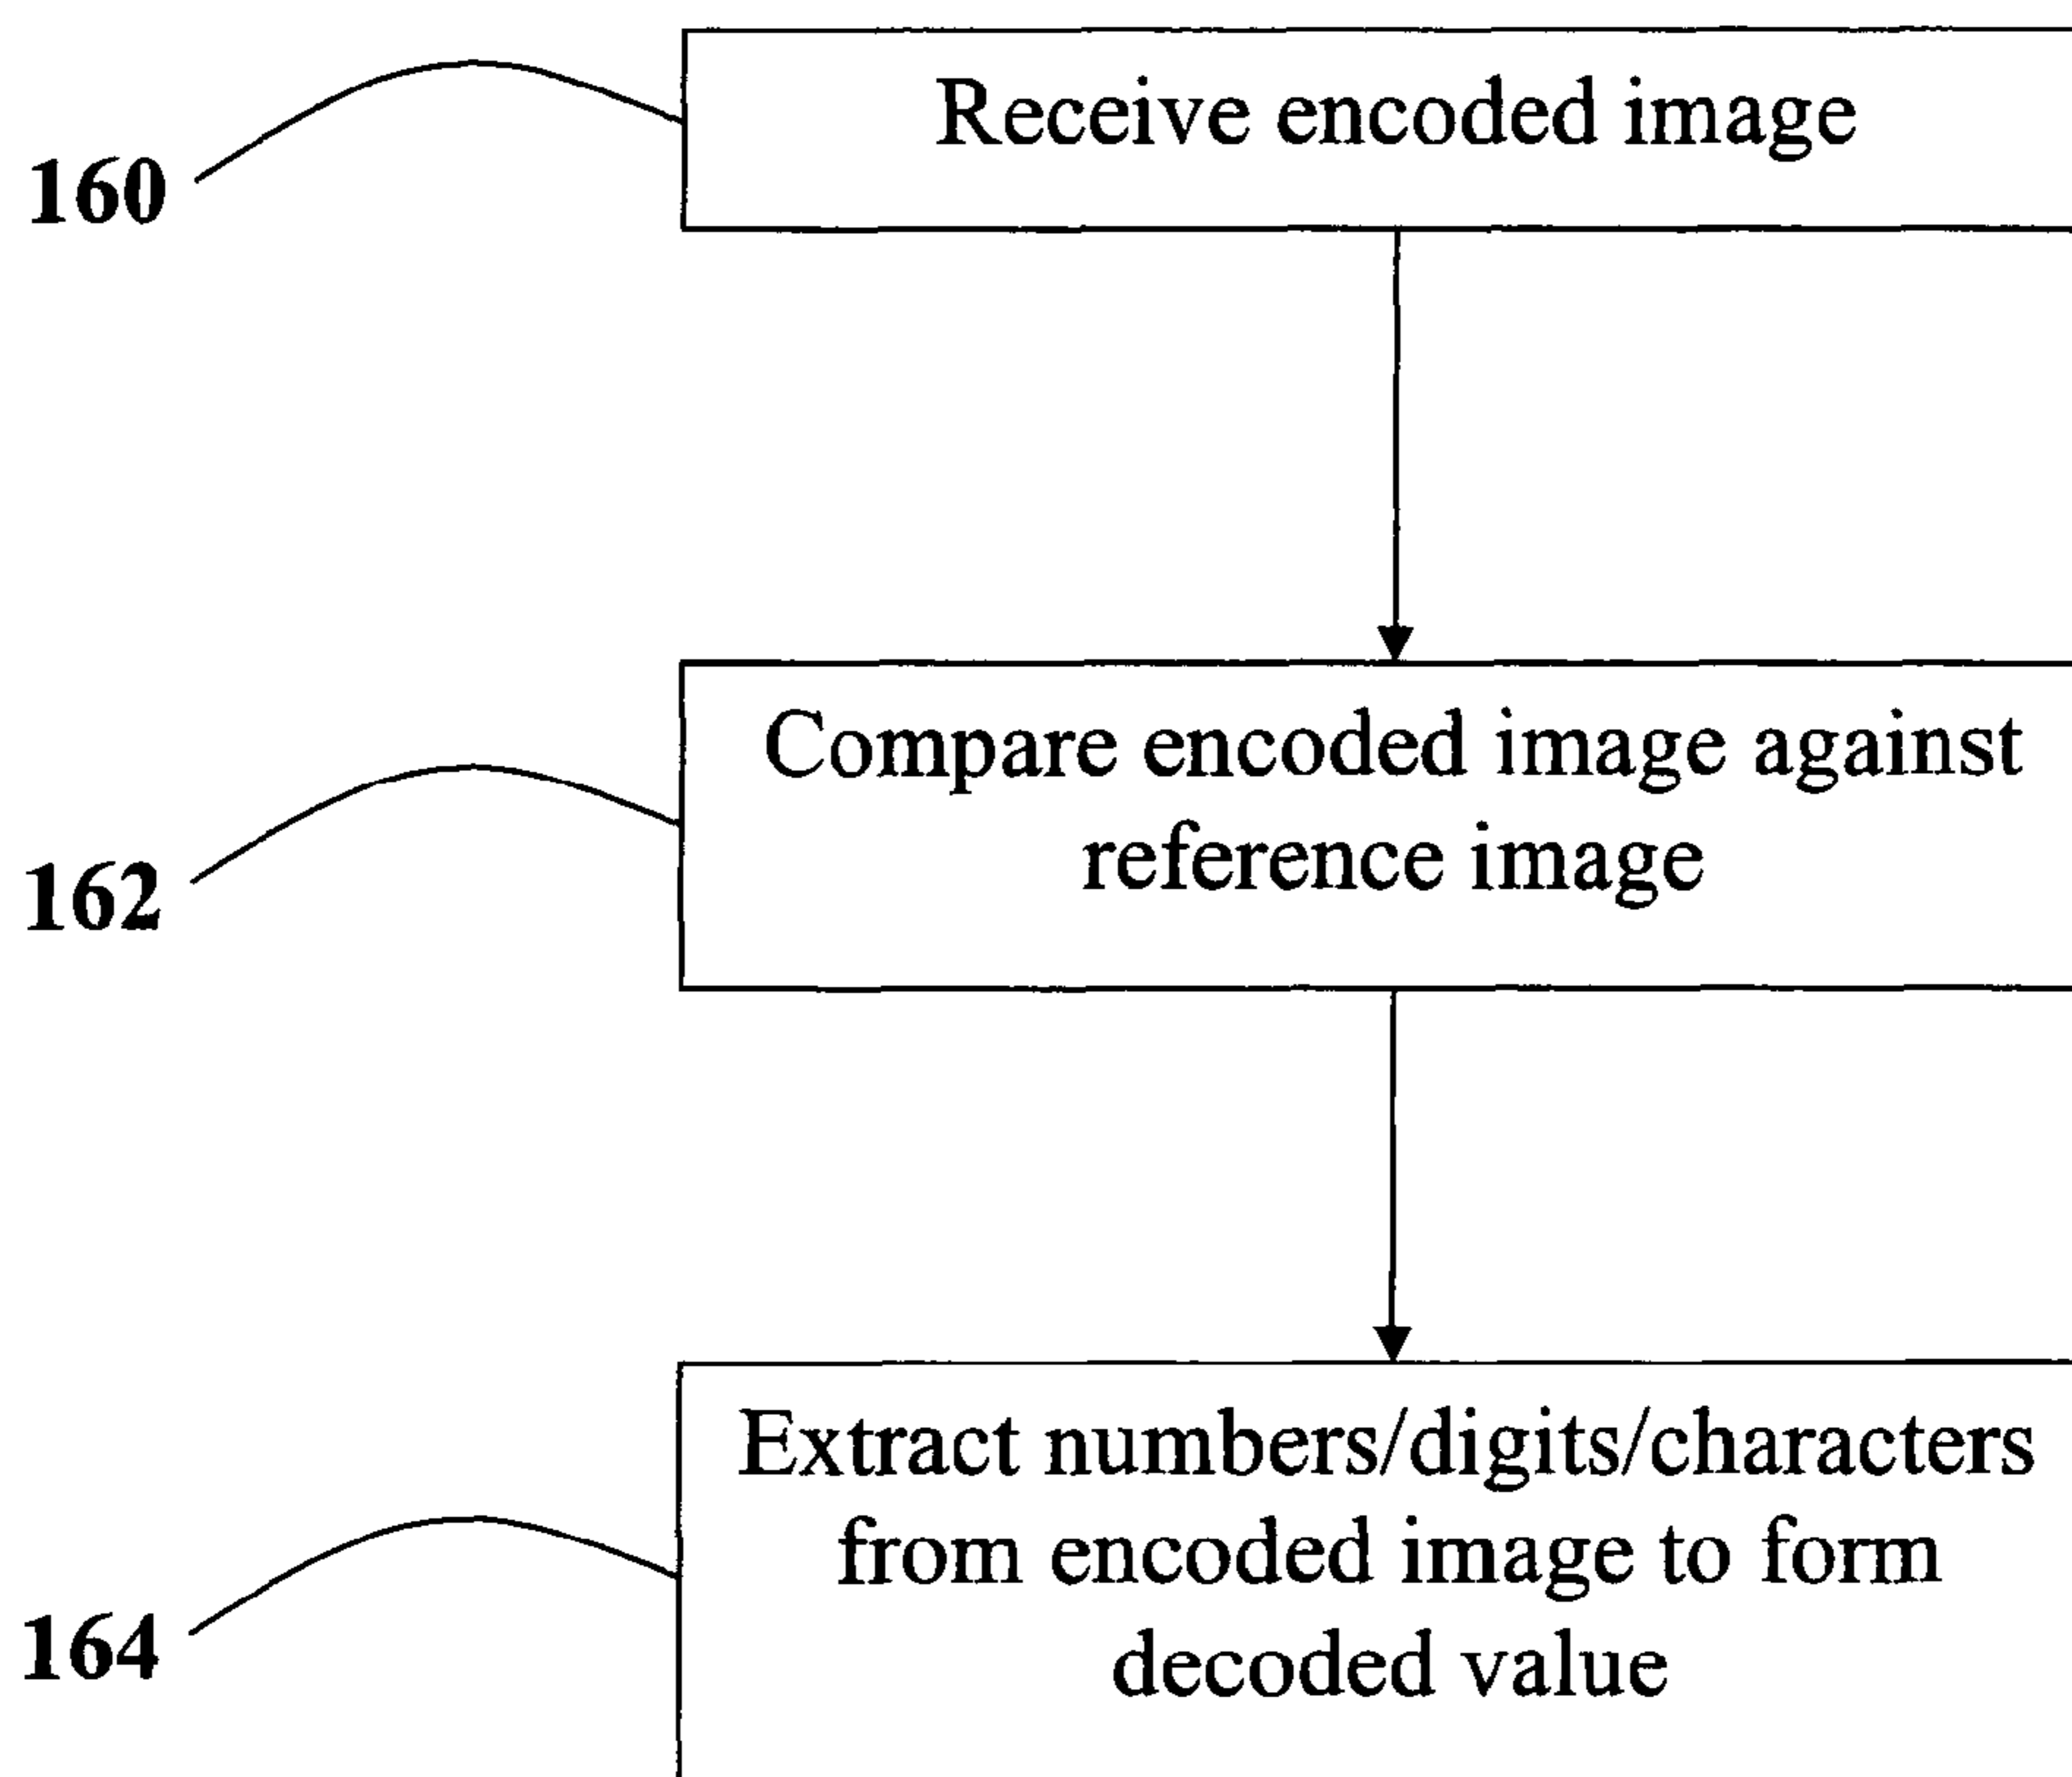 Receive encoded image
160
Compare encoded image against
reference image
162
Extract numbers/digits/characters
from encoded image to form
decoded value
164